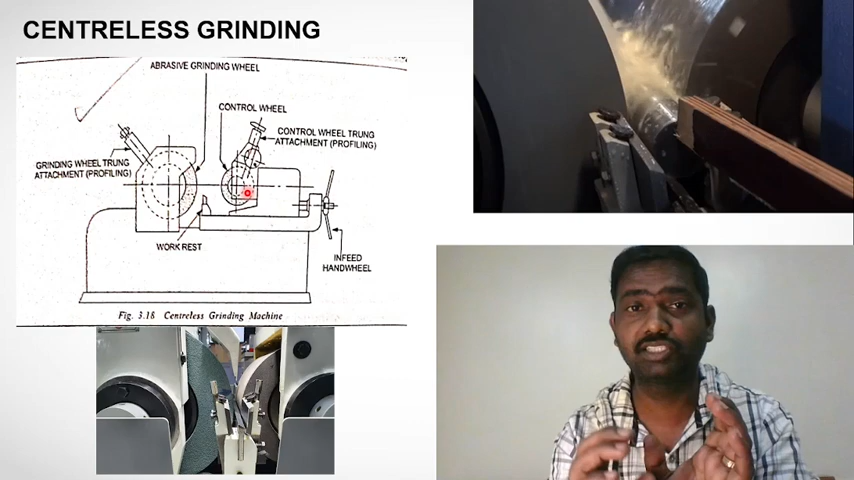 CENTRELESS GRINDING
ABRASIVE GRINDING WHEEL
CONTROL WHEEL
CONTROL WHEEL TRUNG
ATTACHMENT (PROFILING)
GRINDING WHEEL TRUNG
ATTACHMENT (PROFILING)
WORK REST
INFEED
HANDWHEEL
Fig. 3.18 Centreless Grinding Machine